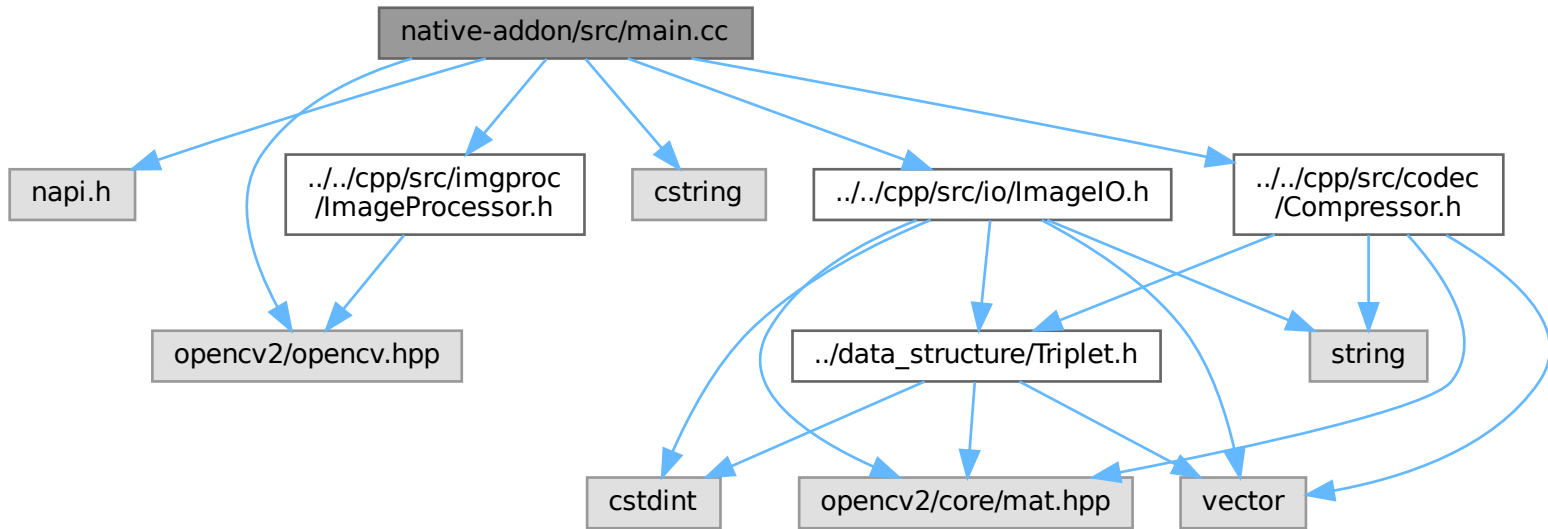 native-addon/src/main.cc
napi.h
../../cpp/src/imgproc
/ImageProcessor.h
cstring
../../cpp/src/io/ImageIO.h
../../cpp/src/codec
/Compressor.h
opencv2/opencv.hpp
../data_structure/Triplet.h
string
cstdint
opencv2/core/mat.hpp
vector